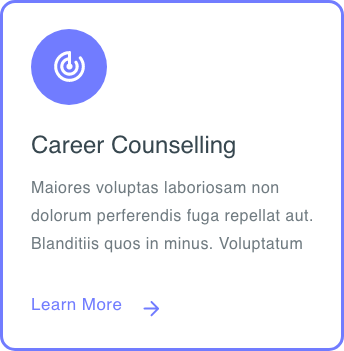 Career Counselling
Maiores voluptas laboriosam non
dolorum perferendis fuga repellat aut.
Blanditiis quos in minus. Voluptatum
Learn More